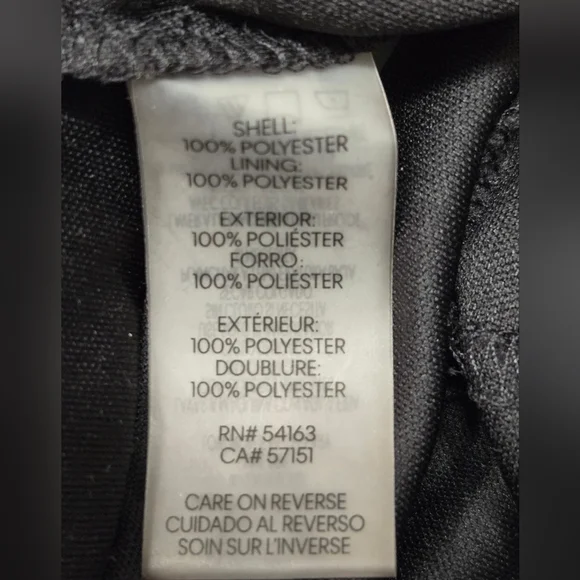 SHELL:
100% POLYESTER
LINING:
100% POLYESTER
EXTERIOR:
100% POLIÉSTER
FORRO:
100% POLIÉSTER
EXTÉRIEUR:
100% POLYESTER
DOUBLURE:
100% POLYESTER
RN# 54163
CA# 57151
CARE ON REVERSE
CUIDADO AL REVERSO
SOIN SUR L'INVERSE